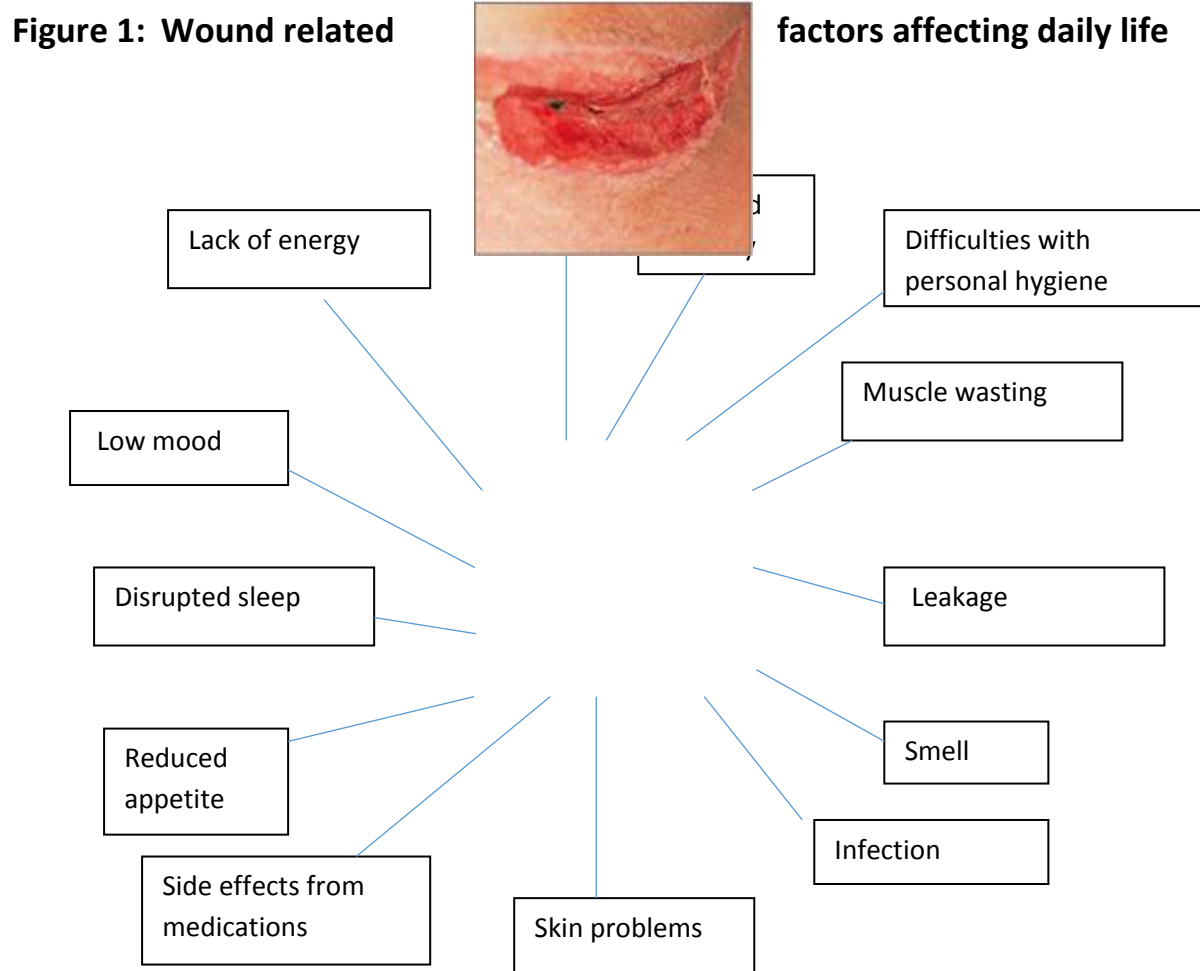 Figure 1: Wound related factors affecting daily life
Lack of energy
Difficulties with
personal hygiene
Muscle wasting
Low mood
Disrupted sleep
Leakage
Reduced
appetite
Smell
Infection
Side effects from
medications
Skin problems